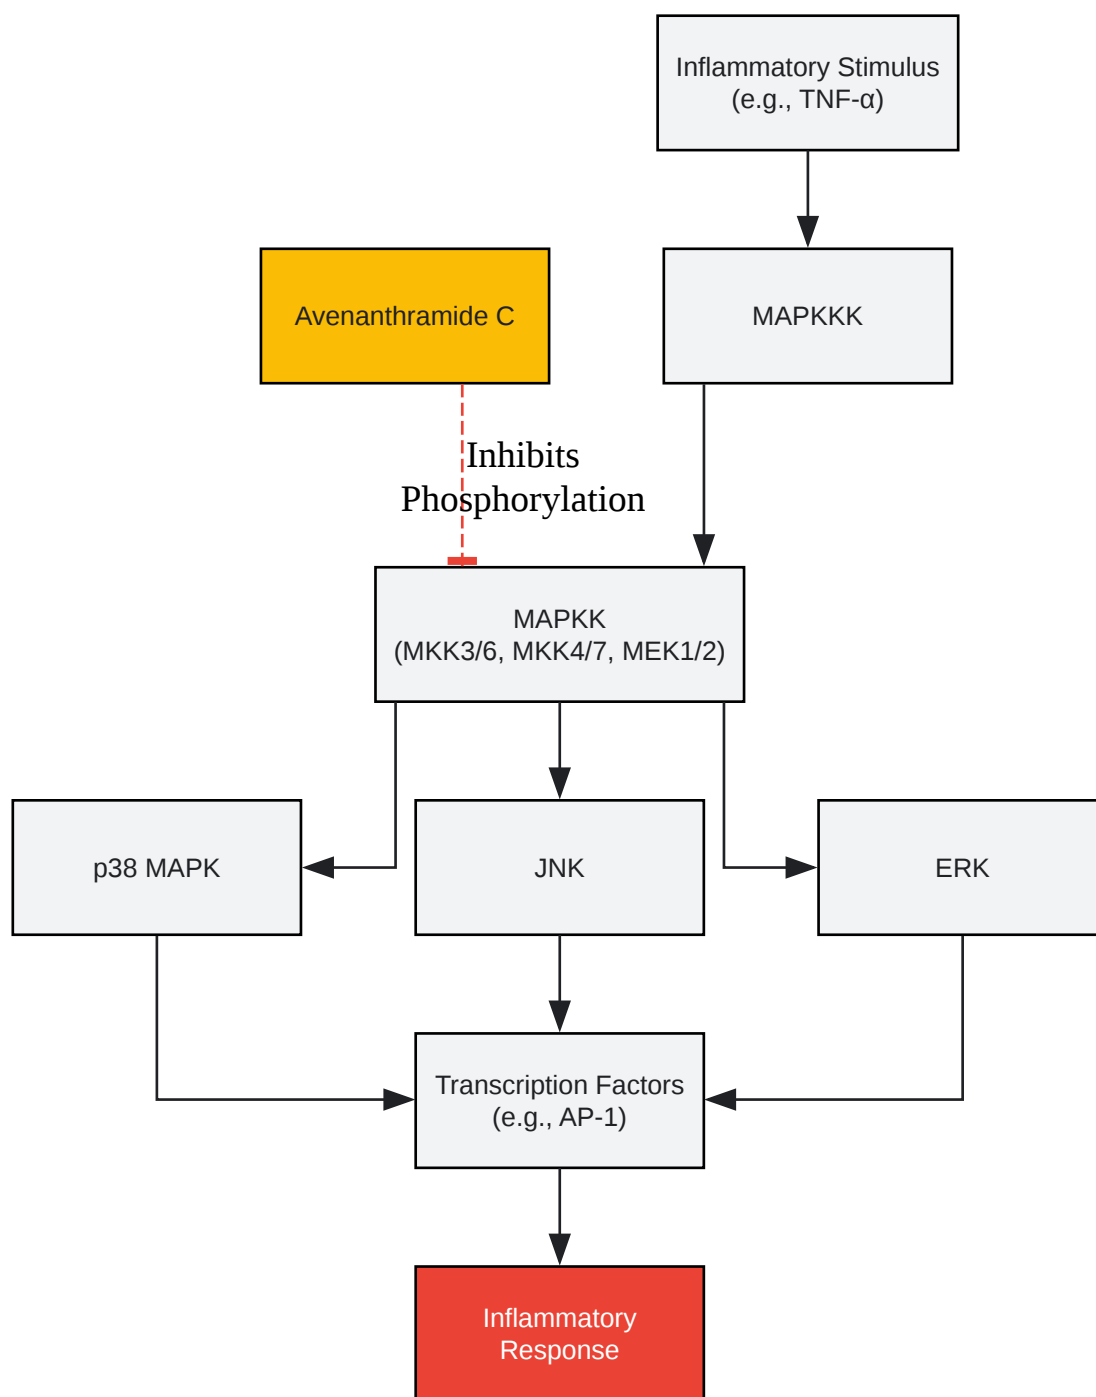 Inflammatory Stimulus
(e.g., TNF-α)
Avenanthramide C
MAPKKK
Inhibits
Phosphorylation
MAPKK
(MKK3/6, MKK4/7, MEK1/2)
p38 MAPK
JNK
ERK
Transcription Factors
(e.g., AP-1)
Inflammatory
Response